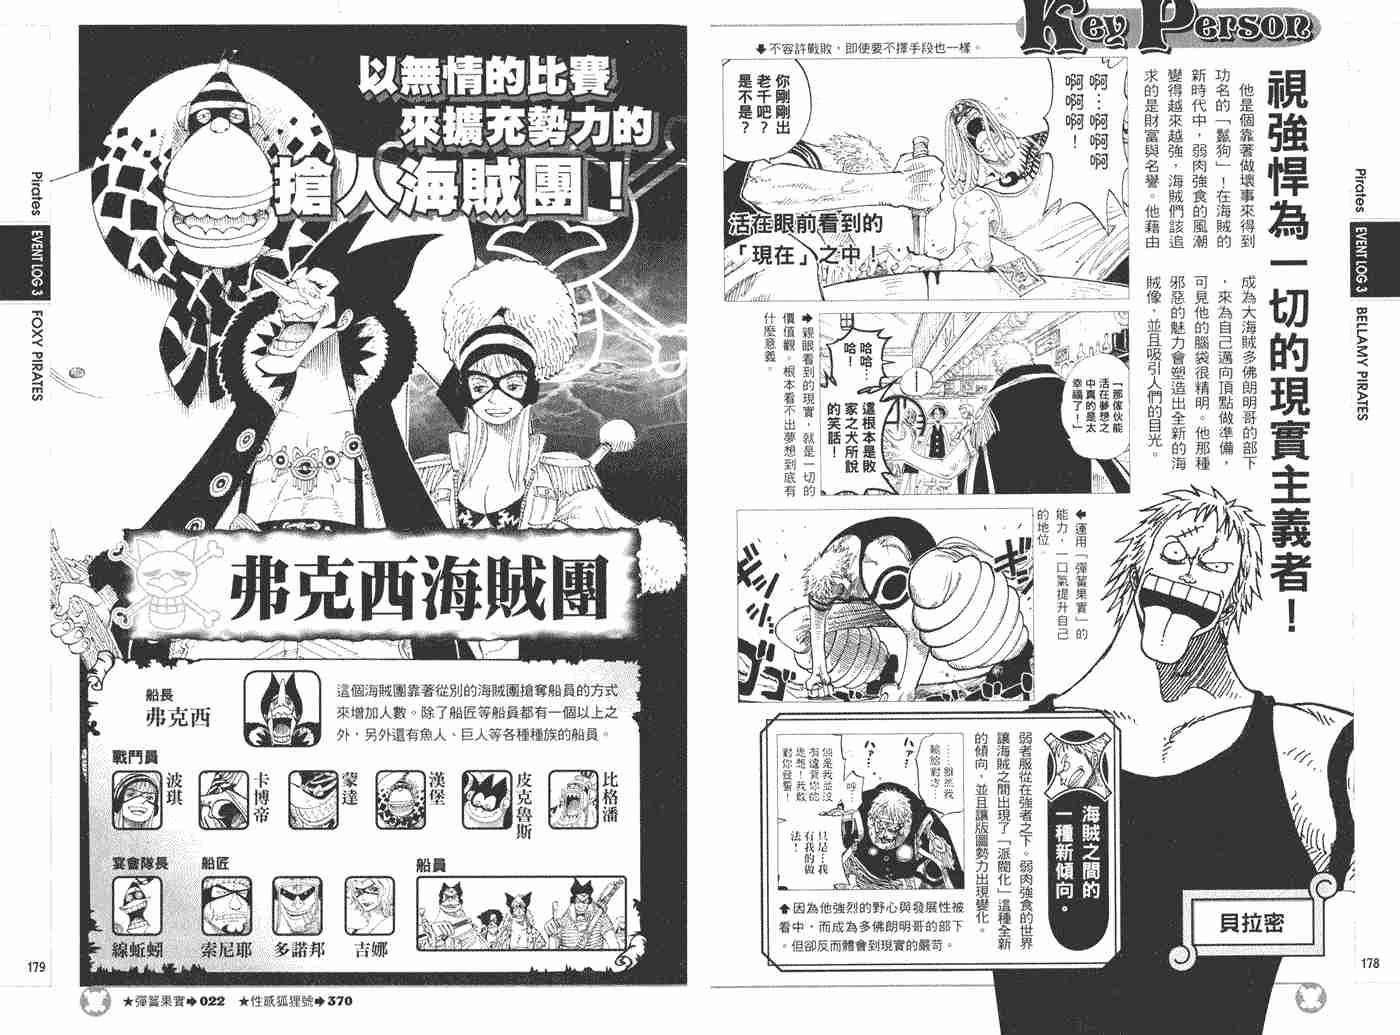 Key Person
視強悍為一切的現實主義者！
他是個靠著做壞事來得到
功名的「鬣狗」！在海賊的
新時代中，弱肉強食的風潮
變得越來越強，海賊們該追
求的是財富與名譽。他藉由
成為大海賊多佛朗明哥的部下
，來為自己邁向頂點做準備，
可見他的腦袋很精明。他那種
邪惡的魅力會塑造出全新的海
賊像，並且吸引人們的目光。
不容許戰敗，即使要不擇手段也一樣。
啊…啊啊啊
啊啊啊！
你剛剛出
老千吧？
是不是？
活在眼前看到的
「現在」之中！
親眼看到的現實，就是一切的
價值觀。根本看不出夢想到底有
什麼意義。
「那傢伙能
活在夢想之
中真的是太
幸福了！」
哈哈…
哈！
這根本是敗
家之犬所說
的笑話！
運用「彈簧果實」的
能力，一口氣提升自己
的地位。
海賊之間的
一種新傾向。
弱者服從在強者之下。弱肉強食的世界
讓海賊之間出現了「派閥化」這種全新
的傾向，並且讓版圖勢力出現變化。
ハァ…
ハァ…
只是…我
有我的做
法！
因為他強烈的野心與發展性被
看中，而成為多佛朗明哥的部下
。但卻反而體會到現實的嚴苛。
貝拉密
Pirates
EVENT LOG 3
BELLAMY PIRATES
178
以無情的比賽
來擴充勢力的
搶人海賊團！
弗克西海賊團
船長
弗克西
這個海賊團靠著從別的海賊團搶奪船員的方式
來增加人數。除了船匠等船員都有一個以上之
外，另外還有魚人、巨人等各種種族的船員。
戰鬥員
波琪
卡博帝
蒙達
漢堡
皮克魯斯
比格潘
宴會隊長
線蚯蚓
船匠
索尼耶
多諾邦
吉娜
船員
Pirates
EVENT LOG 3
FOXY PIRATES
179
★彈簧果實➡022 ★性感狐狸號➡370